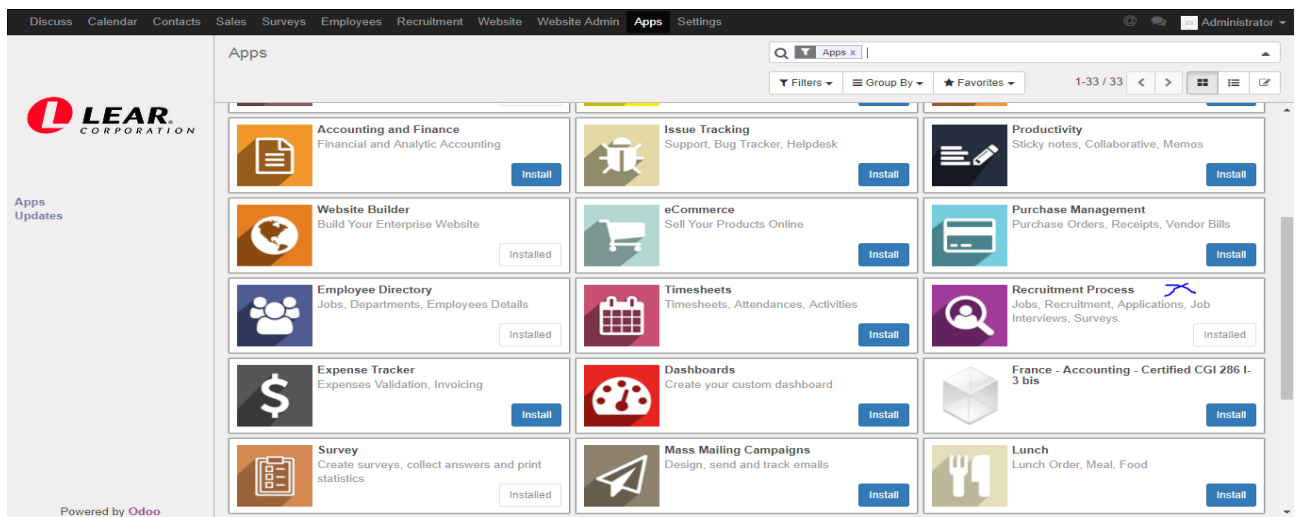 Discuss Calendar Contacts Sales Surveys Employees Recruitment Website Website Admin Apps Settings @ Administrator
Apps
Apps x
Filters Group By Favorites 1-33 / 33
LEAR.
CORPORATION
Apps
Updates
Accounting and Finance
Financial and Analytic Accounting
Install
Issue Tracking
Support, Bug Tracker, Helpdesk
Install
Productivity
Sticky notes, Collaborative, Memos
Install
Website Builder
Build Your Enterprise Website
Installed
eCommerce
Sell Your Products Online
Install
Purchase Management
Purchase Orders, Receipts, Vendor Bills
Install
Employee Directory
Jobs, Departments, Employees Details
Installed
Timesheets
Timesheets, Attendances, Activities
Install
Recruitment Process
Jobs, Recruitment, Applications, Job
Interviews, Surveys
Installed
Expense Tracker
Expenses Validation, Invoicing
Install
Dashboards
Create your custom dashboard
Install
France - Accounting - Certified CGI 286 I-
3 bis
Install
Survey
Create surveys, collect answers and print
statistics
Installed
Mass Mailing Campaigns
Design, send and track emails
Install
Lunch
Lunch Order, Meal, Food
Install
Powered by Odoo